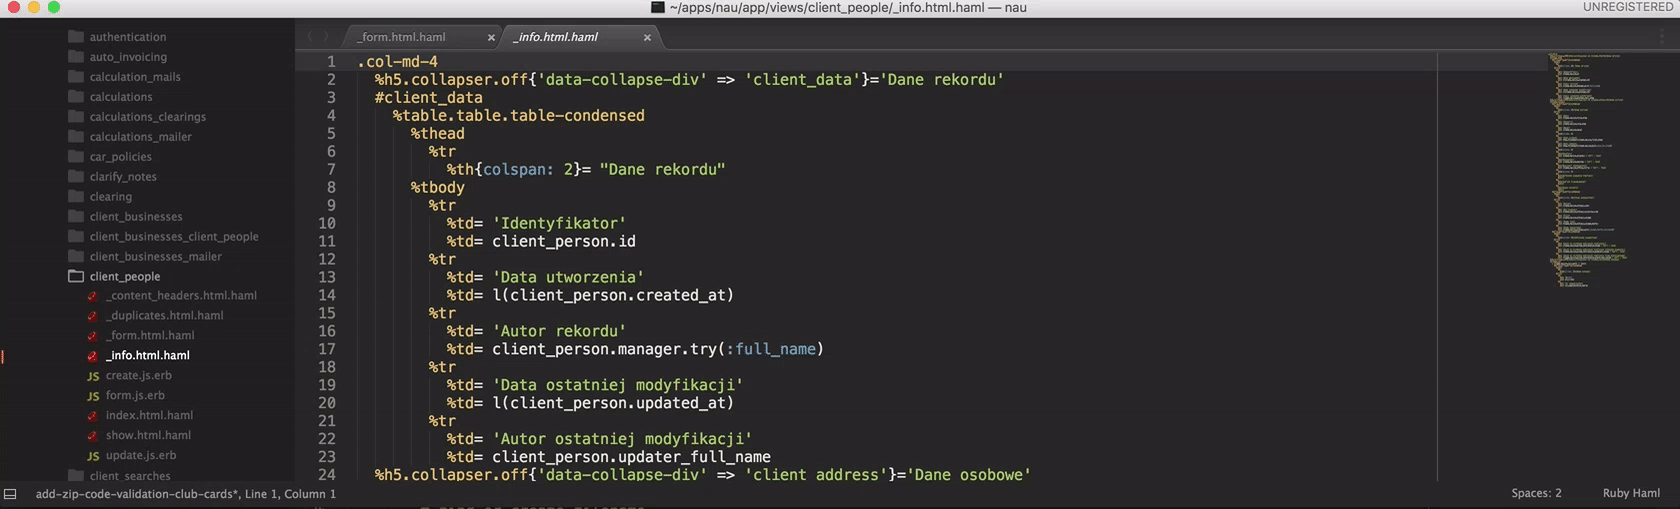 ~/apps/nau/app/views/client_people/_info.html.haml — nau
UNREGISTERED
authentication
auto_invoicing
calculation_mails
calculations
calculations_clearings
calculations_mailer
car_policies
clarify_notes
clearing
client_businesses
client_businesses_client_people
client_businesses_mailer
client_people
_content_headers.html.haml
_duplicates.html.haml
_form.html.haml
_info.html.haml
JS create.js.erb
JS form.js.erb
index.html.haml
show.html.haml
JS update.js.erb
client_searches
_form.html.haml ×
_info.html.haml ×
1 .col-md-4
2 %h5.collapser.off{'data-collapse-div' => 'client_data'}='Dane rekordu'
3 #client_data
4 %table.table.table-condensed
5 %thead
6 %tr
7 %th{colspan: 2}= "Dane rekordu"
8 %tbody
9 %tr
10 %td= 'Identyfikator'
11 %td= client_person.id
12 %tr
13 %td= 'Data utworzenia'
14 %td= l(client_person.created_at)
15 %tr
16 %td= 'Autor rekordu'
17 %td= client_person.manager.try(:full_name)
18 %tr
19 %td= 'Data ostatniej modyfikacji'
20 %td= l(client_person.updated_at)
21 %tr
22 %td= 'Autor ostatniej modyfikacji'
23 %td= client_person.updater_full_name
24 %h5.collapser.off{'data-collapse-div' => 'client address'}='Dane osobowe'
add-zip-code-validation-club-cards*, Line 1, Column 1
Spaces: 2
Ruby Haml